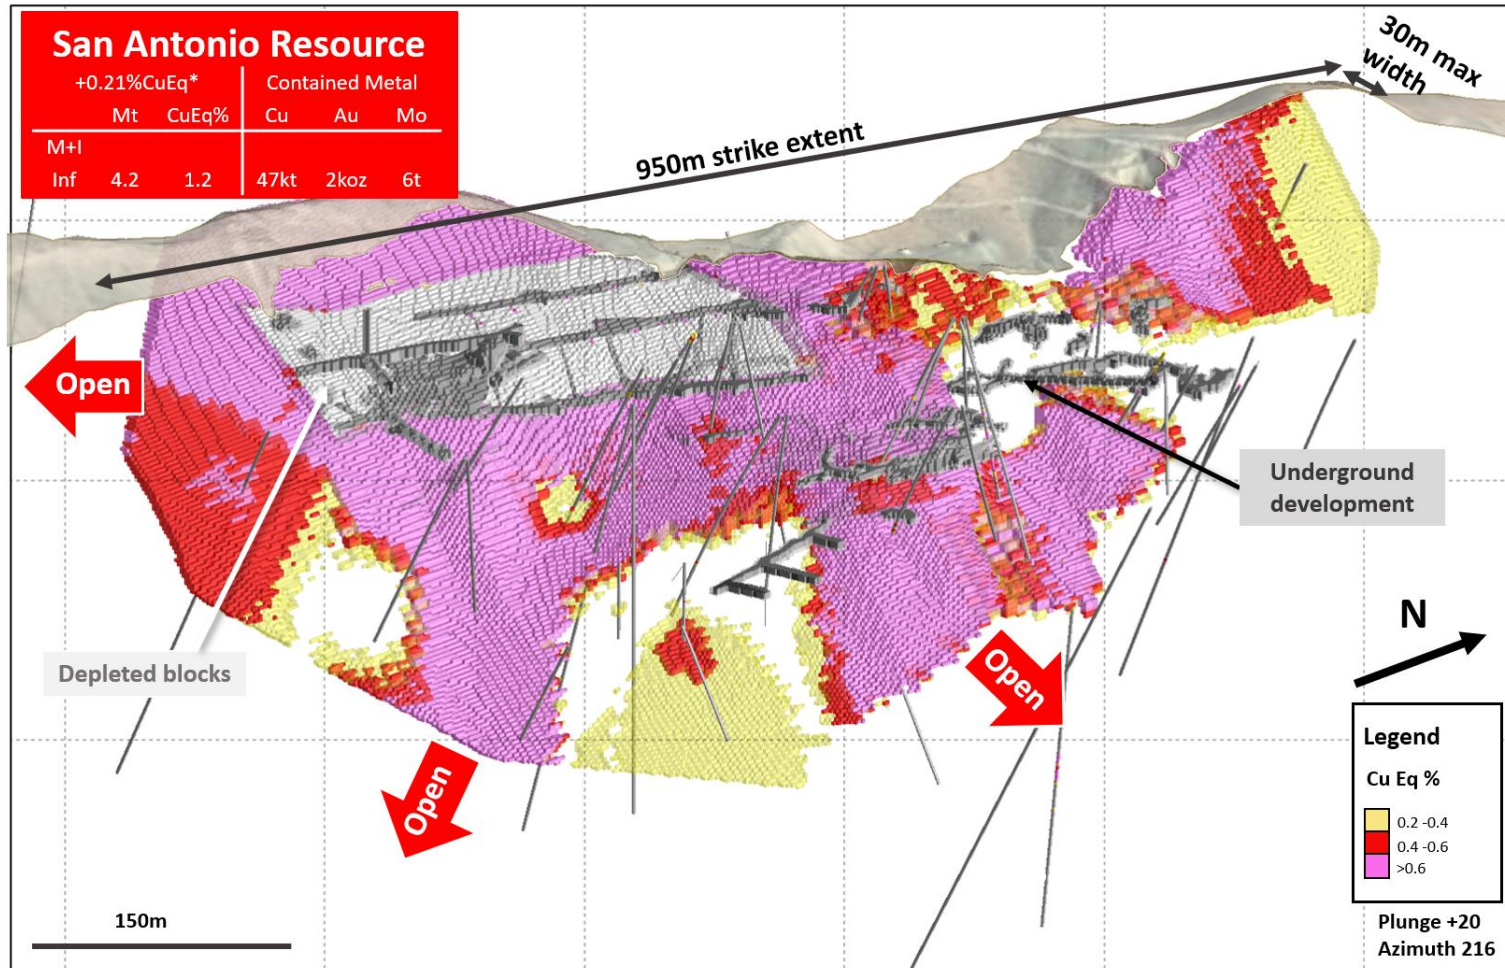 San Antonio Resource
+0.21%CuEq* Contained Metal
Mt CuEq% Cu Au Mo
M+I
Inf 4.2 1.2 47kt 2koz 6t
30m max
width
950m strike extent
Open
Underground
development
Depleted blocks
Open
Open
N
Legend
Cu Eq %
0.2 -0.4
0.4 -0.6
>0.6
150m
Plunge +20
Azimuth 216